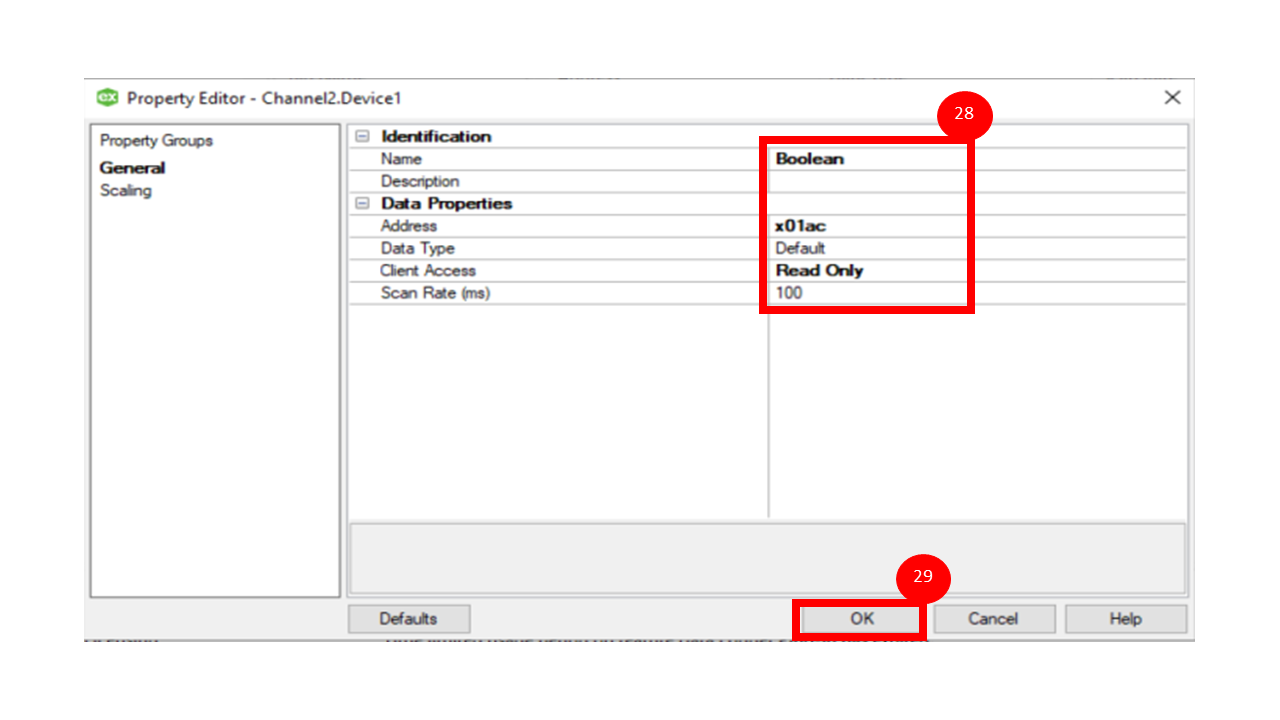 ex Property Editor - Channel2.Device1
28
Property Groups
General
Scaling
Identification
Name Boolean
Description
Data Properties
Address x01ac
Data Type Default
Client Access Read Only
Scan Rate (ms) 100
29
Defaults OK Cancel Help